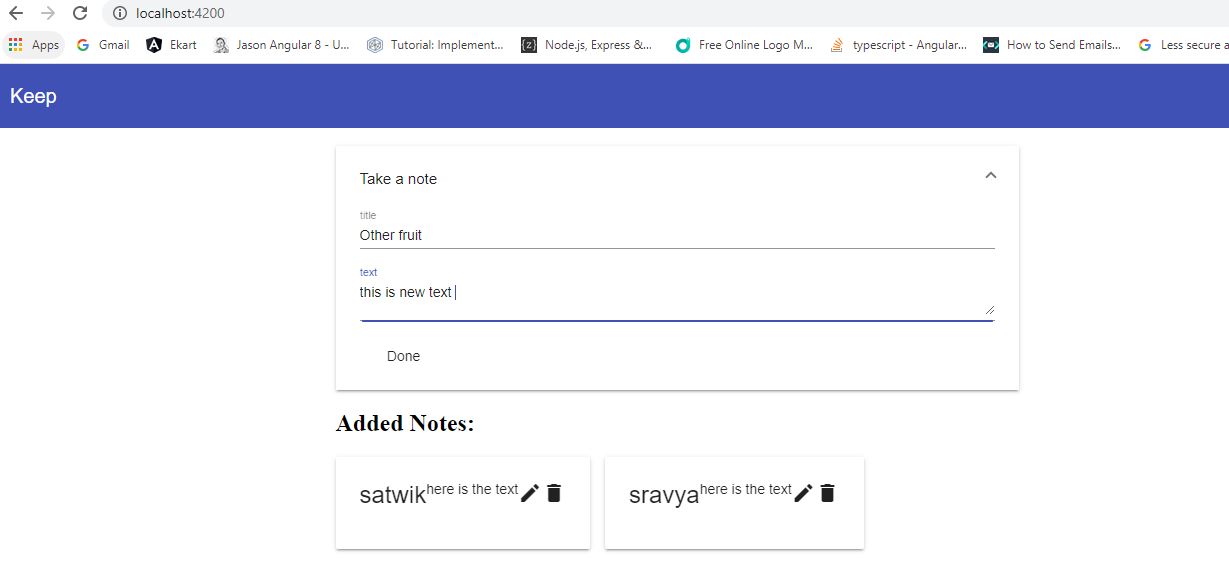 localhost:4200
Apps Gmail Ekart Jason Angular 8 - U... Tutorial: Implement... Node.js, Express &... Free Online Logo M... typescript - Angular... How to Send Emails... Less secure a
Keep
Take a note
title
Other fruit
text
this is new text
Done
Added Notes:
satwik here is the text sravya here is the text